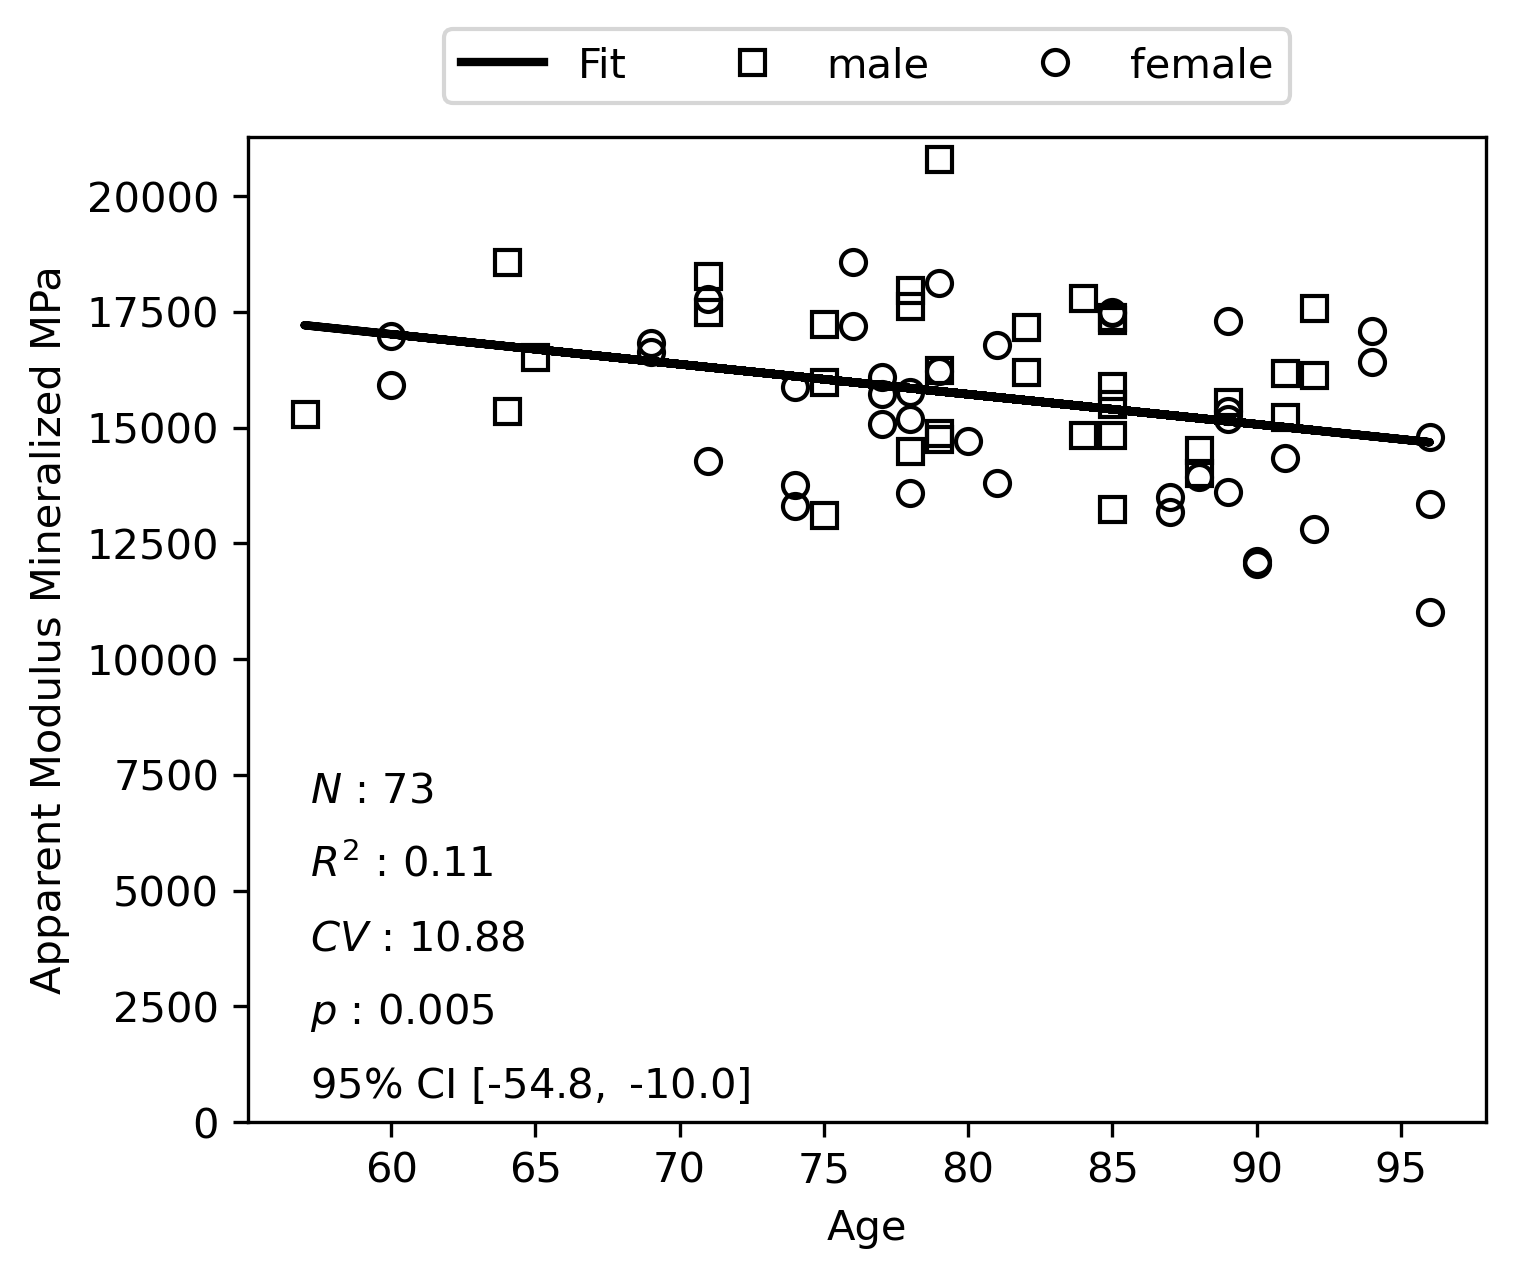 Fit male female
Apparent Modulus Mineralized MPa
20000
17500
15000
12500
10000
7500
5000
2500
0
N : 73
R² : 0.11
CV : 10.88
p : 0.005
95% CI [-54.8, -10.0]
60 65 70 75 80 85 90 95
Age